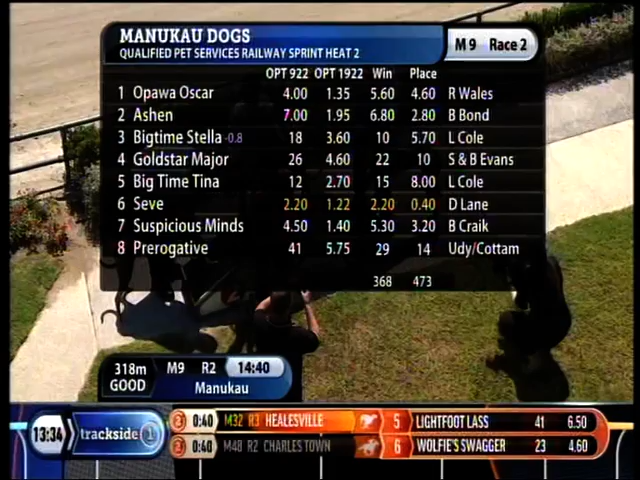 MANUKAU DOGS
QUALIFIED PET SERVICES RAILWAY SPRINT HEAT 2
M 9 Race 2
OPT 922 OPT 1922 Win Place
1 Opawa Oscar 4.00 1.35 5.60 4.60 R Wales
2 Ashen 7.00 1.95 6.80 2.80 B Bond
3 Bigtime Stella -0.8 18 3.60 10 5.70 L Cole
4 Goldstar Major 26 4.60 22 10 S & B Evans
5 Big Time Tina 12 2.70 15 8.00 L Cole
6 Seve 2.20 1.22 2.20 0.40 D Lane
7 Suspicious Minds 4.50 1.40 5.30 3.20 B Craik
8 Prerogative 41 5.75 29 14 Udy/Cottam
368 473
318m M9 R2 14:40
GOOD Manukau
13:34 trackside 1
0:40 M32 R3 HEALESVILLE 5 LIGHTFOOT LASS 41 6.50
0:40 M48 R2 CHARLES TOWN 6 WOLFIE'S SWAGGER 23 4.60